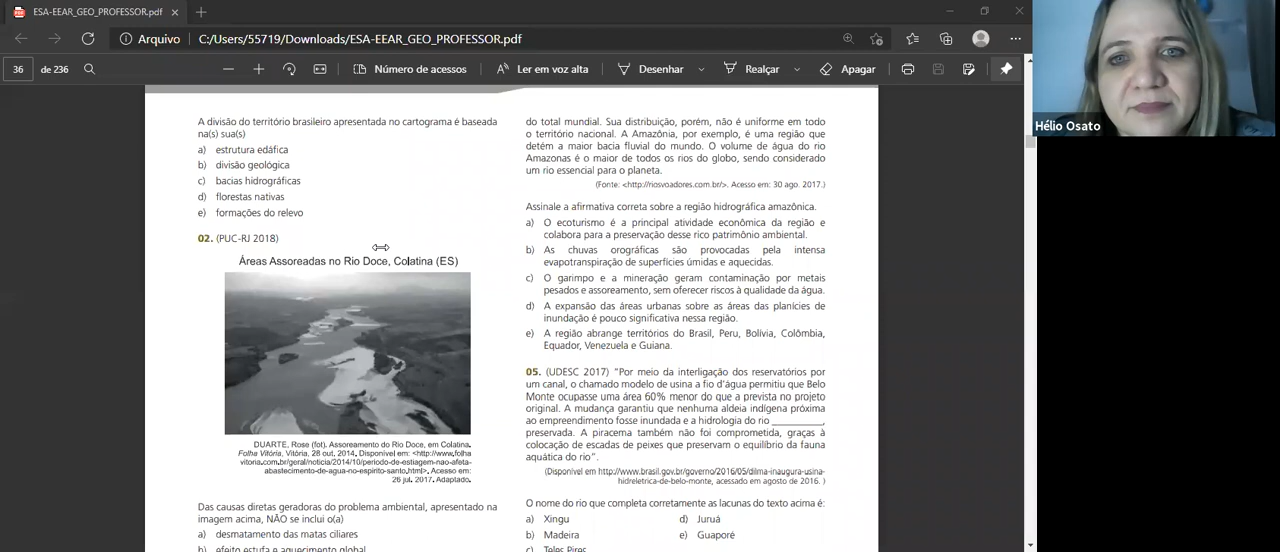 ESA-EEAR_GEO_PROFESSOR.pdf
Arquivo C:/Users/55719/Downloads/ESA-EEAR_GEO_PROFESSOR.pdf
36 de 236 Número de acessos Ler em voz alta Desenhar Realçar Apagar
Hélio Osato
A divisão do território brasileiro apresentada no cartograma é baseada
na(s) sua(s)
a) estrutura edáfica
b) divisão geológica
c) bacias hidrográficas
d) florestas nativas
e) formações do relevo
02. (PUC-RJ 2018)
Áreas Assoreadas no Rio Doce, Colatina (ES)
DUARTE, Rose (fot). Assoreamento do Rio Doce, em Colatina.
Folha Vitória, Vitória, 28 out, 2014. Disponível em: <http://www.folha
vitoria.com.br/geral/noticia/2014/10/periodo-de-estiagem-nao-afeta-
abastecimento-de-agua-no-espirito-santo.html>. Acesso em:
26 jul. 2017. Adaptado.
Das causas diretas geradoras do problema ambiental, apresentado na
imagem acima, NÃO se inclui o(a)
a) desmatamento das matas ciliares
b) efeito estufa e aquecimento global
do total mundial. Sua distribuição, porém, não é uniforme em todo
o território nacional. A Amazônia, por exemplo, é uma região que
detém a maior bacia fluvial do mundo. O volume de água do rio
Amazonas é o maior de todos os rios do globo, sendo considerado
um rio essencial para o planeta.
(Fonte: <http://riosvoadores.com.br/>. Acesso em: 30 ago. 2017.)
Assinale a afirmativa correta sobre a região hidrográfica amazônica.
a) O ecoturismo é a principal atividade econômica da região e
colabora para a preservação desse rico patrimônio ambiental.
b) As chuvas orográficas são provocadas pela intensa
evapotranspiração de superfícies úmidas e aquecidas.
c) O garimpo e a mineração geram contaminação por metais
pesados e assoreamento, sem oferecer riscos à qualidade da água.
d) A expansão das áreas urbanas sobre as áreas das planícies de
inundação é pouco significativa nessa região.
e) A região abrange territórios do Brasil, Peru, Bolívia, Colômbia,
Equador, Venezuela e Guiana.
05. (UDESC 2017) "Por meio da interligação dos reservatórios por
um canal, o chamado modelo de usina a fio d'água permitiu que Belo
Monte ocupasse uma área 60% menor do que a prevista no projeto
original. A mudança garantiu que nenhuma aldeia indígena próxima
ao empreendimento fosse inundada e a hidrologia do rio __________,
preservada. A piracema também não foi comprometida, graças à
colocação de escadas de peixes que preservam o equilíbrio da fauna
aquática do rio".
(Disponível em http://www.brasil.gov.br/governo/2016/05/dilma-inaugura-usina-
hidreletrica-de-belo-monte, acessado em agosto de 2016. )
O nome do rio que completa corretamente as lacunas do texto acima é:
a) Xingu d) Juruá
b) Madeira e) Guaporé
c) Teles Pires